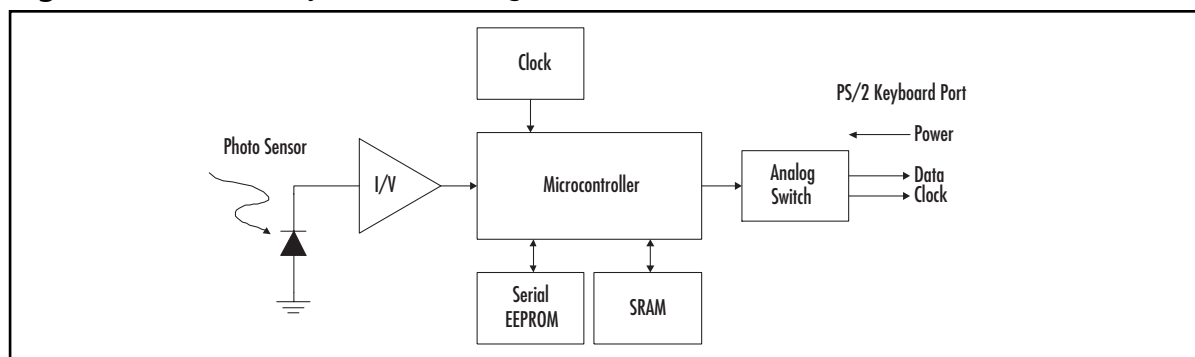 Clock
PS/2 Keyboard Port
Power
Photo Sensor
I/V
Microcontroller
Analog
Switch
Data
Clock
Serial
EEPROM
SRAM